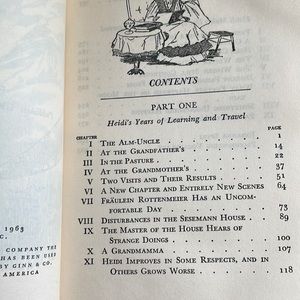 CONTENTS
PART ONE
Heidi's Years of Learning and Travel
CHAPTER PAGE
I THE ALM-UNCLE 1
II AT THE GRANDFATHER'S 14
III IN THE PASTURE 22
IV AT THE GRANDMOTHER'S 37
V TWO VISITS AND THEIR RESULTS 51
VI A NEW CHAPTER AND ENTIRELY NEW SCENES 64
VII FRÄULEIN ROTTENMEIER HAS AN UNCOM-
FORTABLE DAY 73
VIII DISTURBANCES IN THE SESEMANN HOUSE 89
IX THE MASTER OF THE HOUSE HEARS OF
STRANGE DOINGS 100
X A GRANDMAMMA 107
XI HEIDI IMPROVES IN SOME RESPECTS, AND IN
OTHERS GROWS WORSE 118
1963
C.
COMPANY THE
HAS BEEN USED
BY GINN & CO.
AMERICA